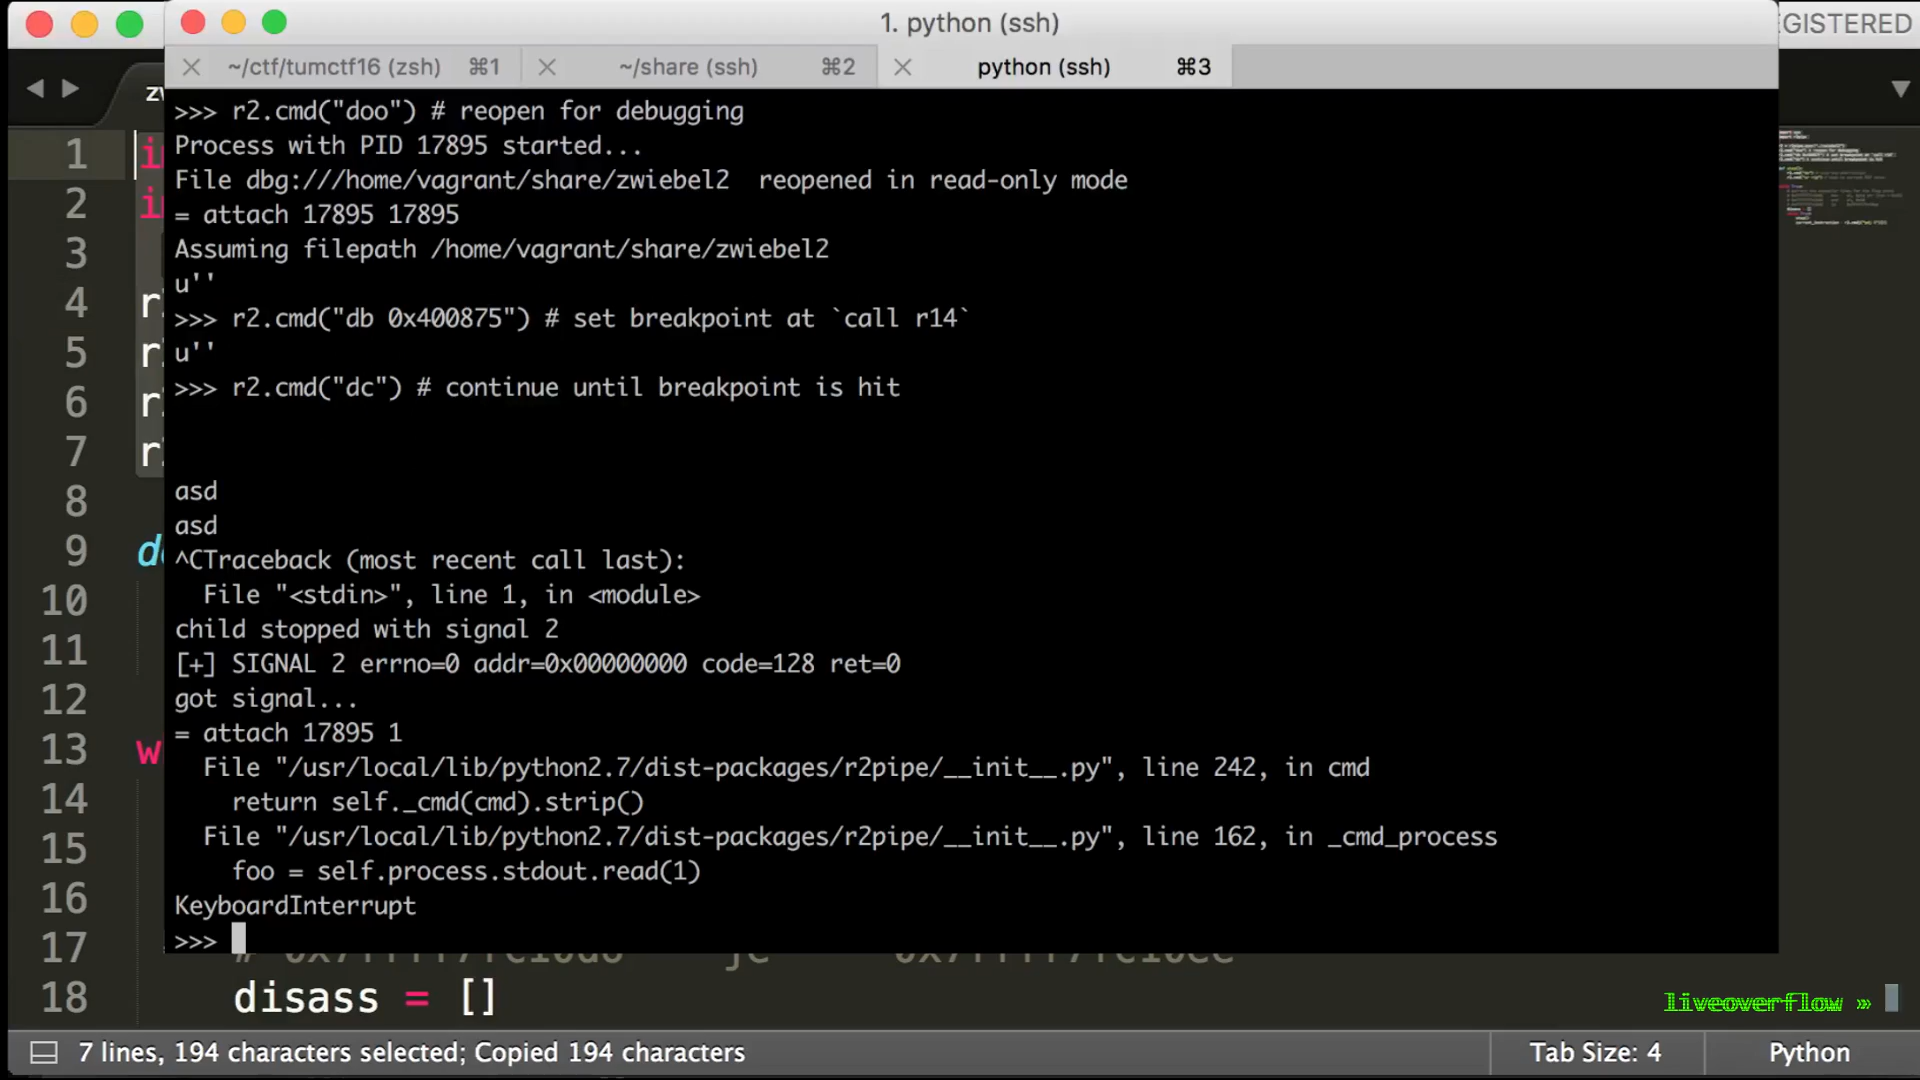 1. python (ssh)
EGISTERED
~/ctf/tumctf16 (zsh) ⌘1
~/share (ssh) ⌘2
python (ssh) ⌘3
zw
>>> r2.cmd("doo") # reopen for debugging
Process with PID 17895 started...
File dbg:///home/vagrant/share/zwiebel2  reopened in read-only mode
= attach 17895 17895
Assuming filepath /home/vagrant/share/zwiebel2
u''
>>> r2.cmd("db 0x400875") # set breakpoint at `call r14`
u''
>>> r2.cmd("dc") # continue until breakpoint is hit
asd
asd
^CTraceback (most recent call last):
  File "<stdin>", line 1, in <module>
child stopped with signal 2
[+] SIGNAL 2 errno=0 addr=0x00000000 code=128 ret=0
got signal...
= attach 17895 1
  File "/usr/local/lib/python2.7/dist-packages/r2pipe/__init__.py", line 242, in cmd
    return self._cmd(cmd).strip()
  File "/usr/local/lib/python2.7/dist-packages/r2pipe/__init__.py", line 162, in _cmd_process
    foo = self.process.stdout.read(1)
KeyboardInterrupt
>>>
1
2
3
4 r
5 r
6 r
7 r
8
9 d
10
11
12
13 w
14
15
16
17
18 disass = []
liveoverflow »
7 lines, 194 characters selected; Copied 194 characters
Tab Size: 4
Python